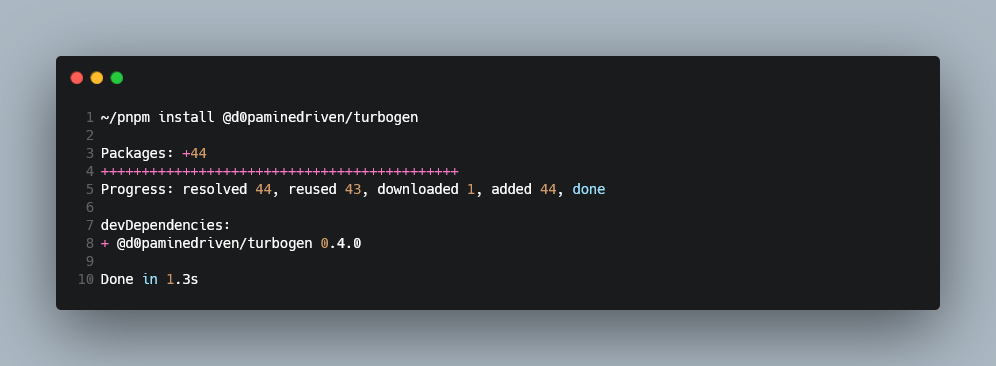 1 ~/pnpm install @d0paminedriven/turbogen
2
3 Packages: +44
4 ++++++++++++++++++++++++++++++++++++++++++++
5 Progress: resolved 44, reused 43, downloaded 1, added 44, done
6
7 devDependencies:
8 + @d0paminedriven/turbogen 0.4.0
9
10 Done in 1.3s